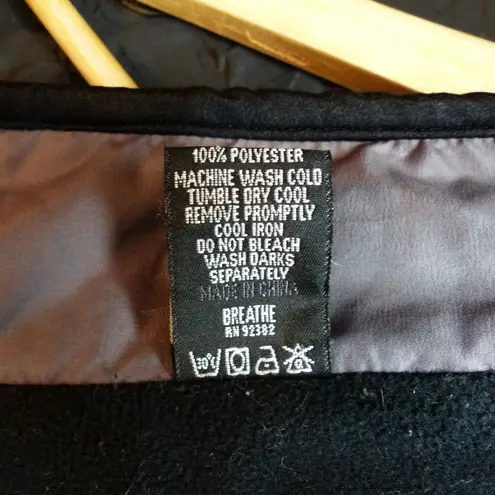 100% POLYESTER
MACHINE WASH COLD
TUMBLE DRY COOL
REMOVE PROMPTLY
COOL IRON
DO NOT BLEACH
WASH DARKS
SEPARATELY
MADE IN CHINA
BREATHE
RN 92382
30°C